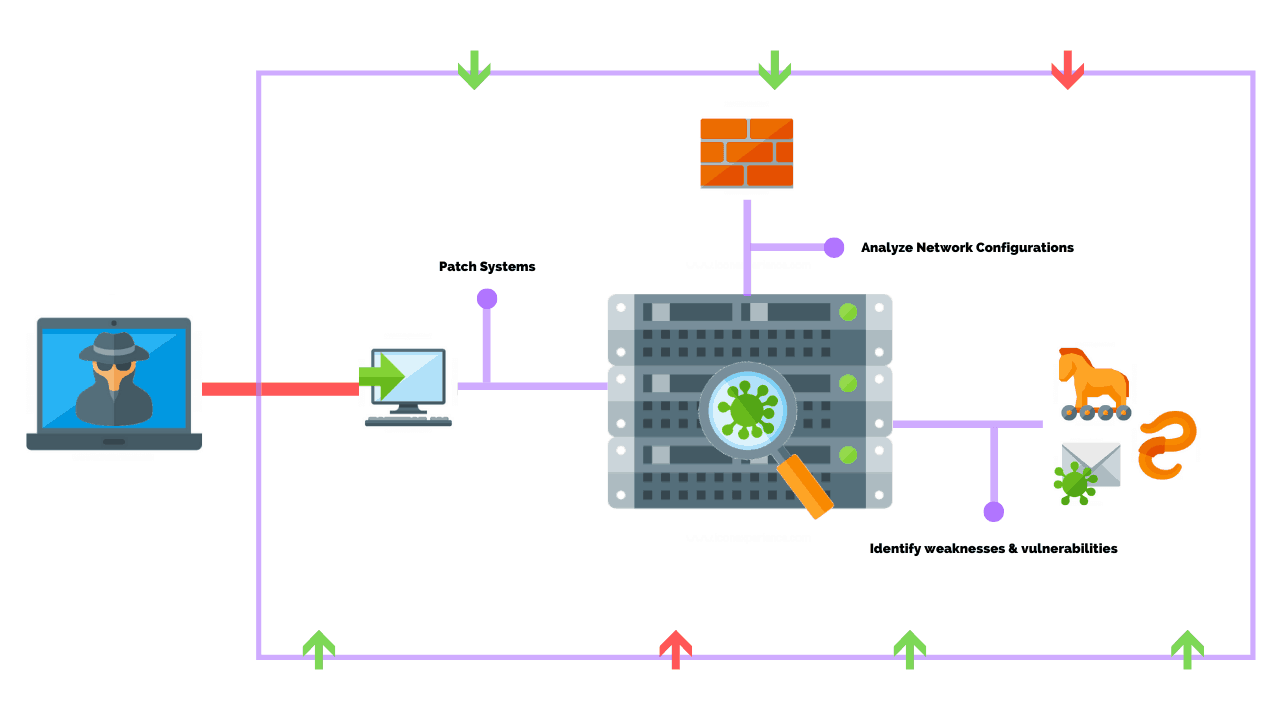 Analyze Network Configurations
Patch Systems
Identify weaknesses & vulnerabilities